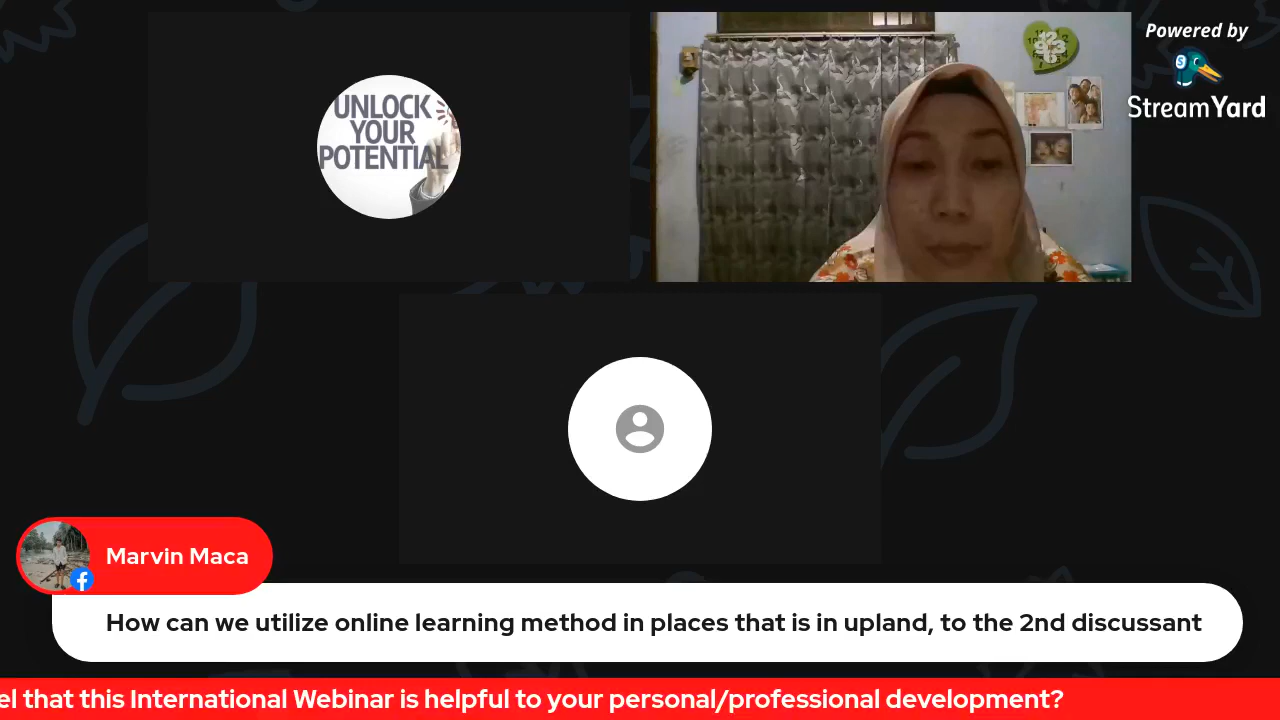 UNLOCK
YOUR
POTENTIAL
Powered by
StreamYard
Marvin Maca
How can we utilize online learning method in places that is in upland, to the 2nd discussant
el that this International Webinar is helpful to your personal/professional development?